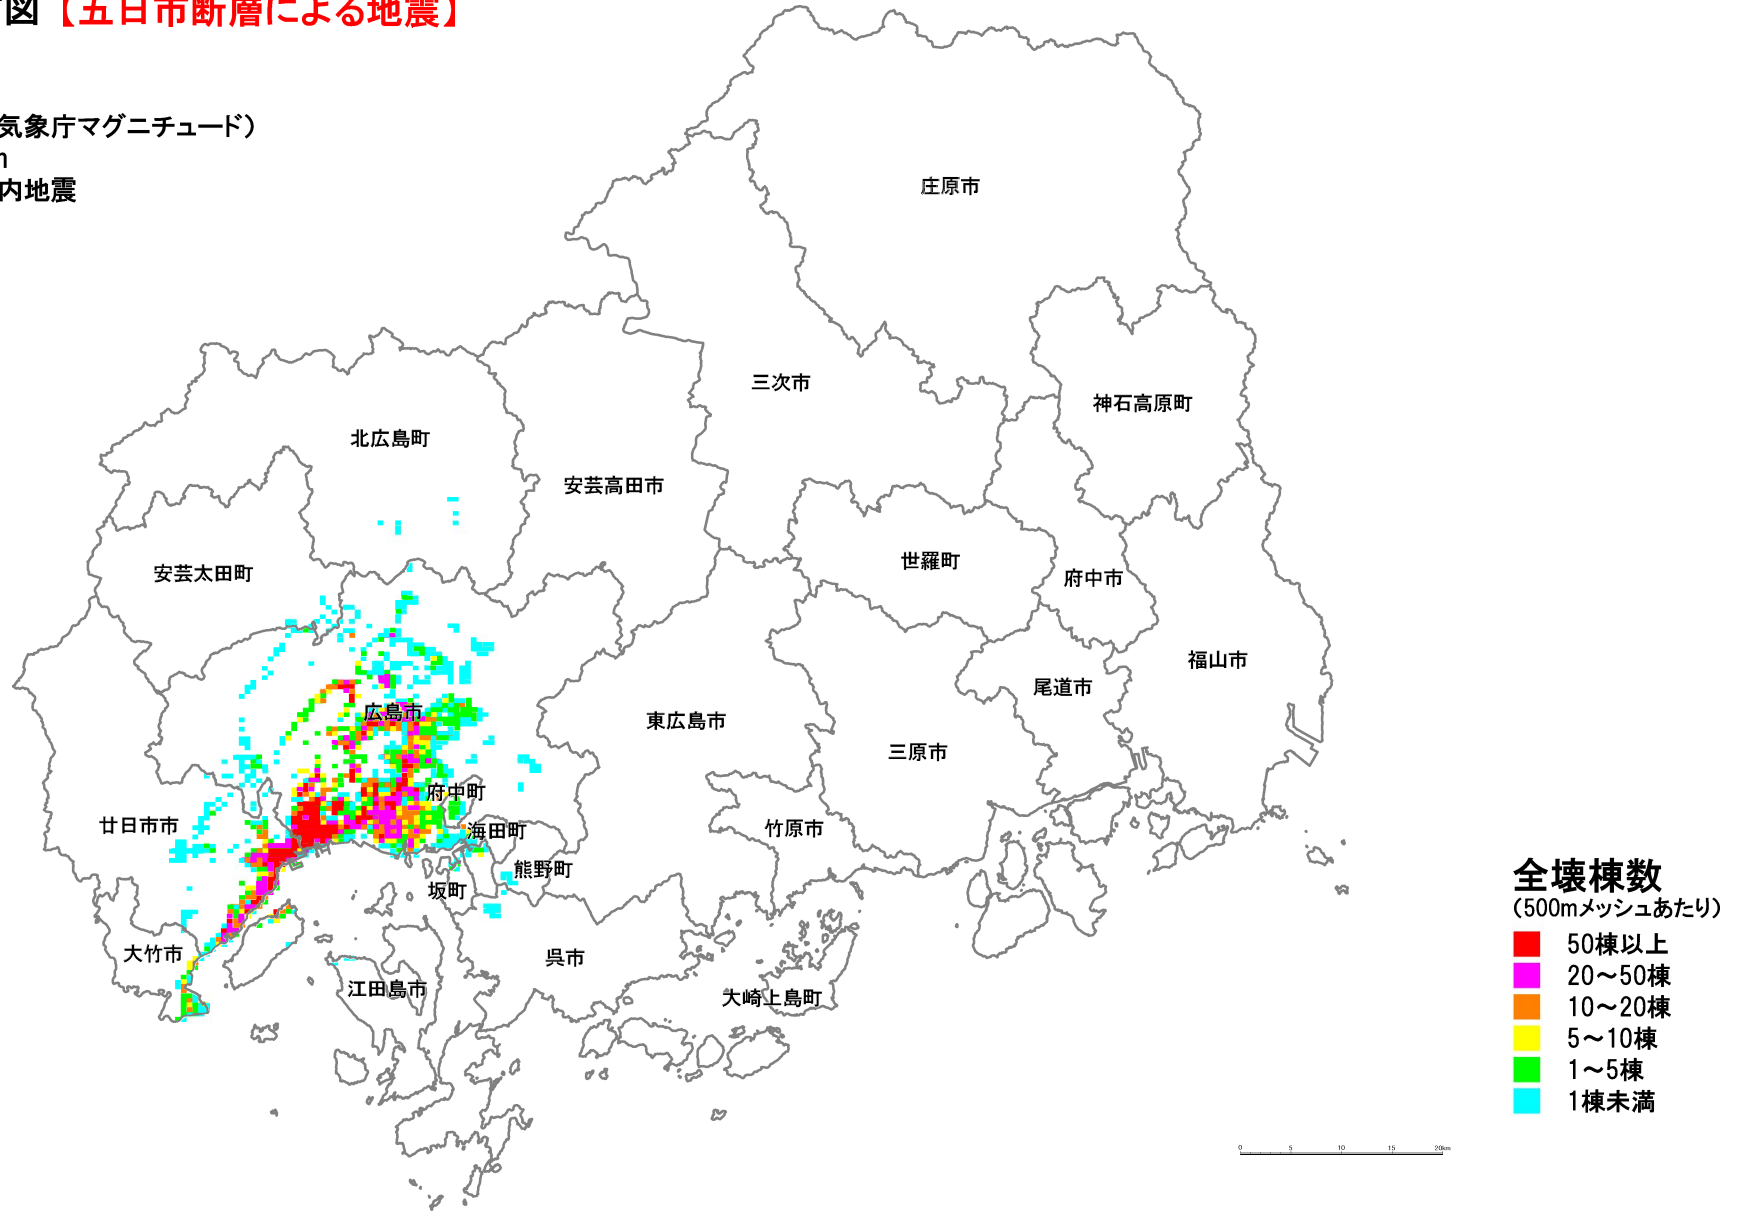 図【五日市断層による地震】
気象庁マグニチュード）
内地震
庄原市
三次市
神石高原町
北広島町
安芸高田市
世羅町
安芸太田町
府中市
福山市
尾道市
広島市
東広島市
三原市
府中町
廿日市市
海田町
竹原市
熊野町
坂町
大竹市
呉市
江田島市
大崎上島町
全壊棟数
（500mメッシュあたり）
50棟以上
20～50棟
10～20棟
5～10棟
1～5棟
1棟未満
0 5 10 15 20km